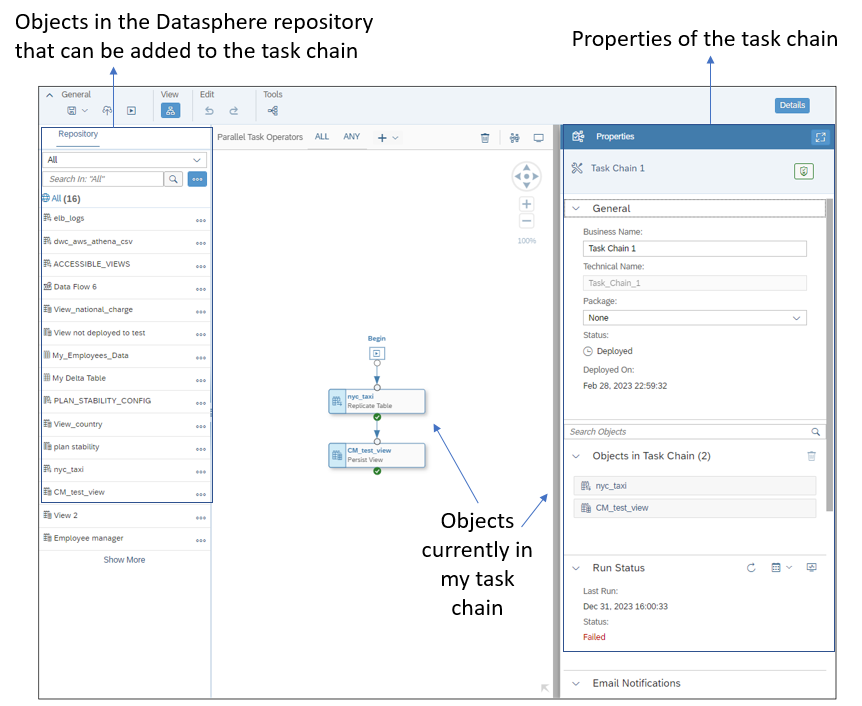 Objects in the Datasphere repository
that can be added to the task chain
Properties of the task chain
General
View
Edit
Tools
Details
Repository
Parallel Task Operators ALL ANY
All
Search In: "All"
All (16)
elb_logs
dwc_aws_athena_csv
ACCESSIBLE_VIEWS
Data Flow 6
View_national_charge
View not deployed to test
My_Employees_Data
My Delta Table
PLAN_STABILITY_CONFIG
View_country
plan stability
nyc_taxi
CM_test_view
View 2
Employee manager
Show More
100%
Begin
nyc_taxi
Replicate Table
CM_test_view
Persist View
Objects
currently in
my task
chain
Properties
Task Chain 1
General
Business Name:
Task Chain 1
Technical Name:
Task_Chain_1
Package:
None
Status:
Deployed
Deployed On:
Feb 28, 2023 22:59:32
Search Objects
Objects in Task Chain (2)
nyc_taxi
CM_test_view
Run Status
Last Run:
Dec 31, 2023 16:00:33
Status:
Failed
Email Notifications